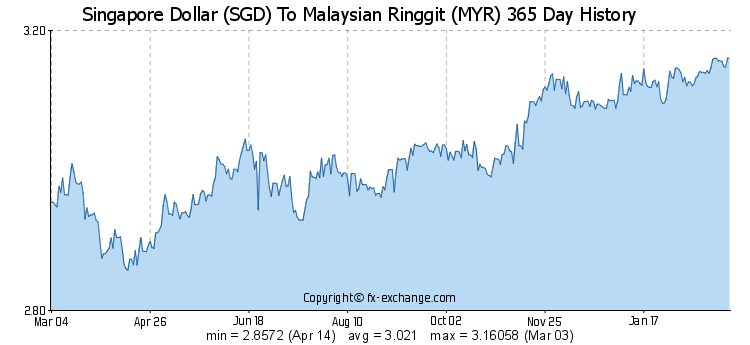 Singapore Dollar (SGD) To Malaysian Ringgit (MYR) 365 Day History
3.20
2.80
Copyright© fx-exchange.com
Mar 04 Apr 26 Jun 18 Aug 10 Oct 02 Nov 25 Jan 17
min = 2.8572 (Apr 14) avg = 3.021 max = 3.16058 (Mar 03)